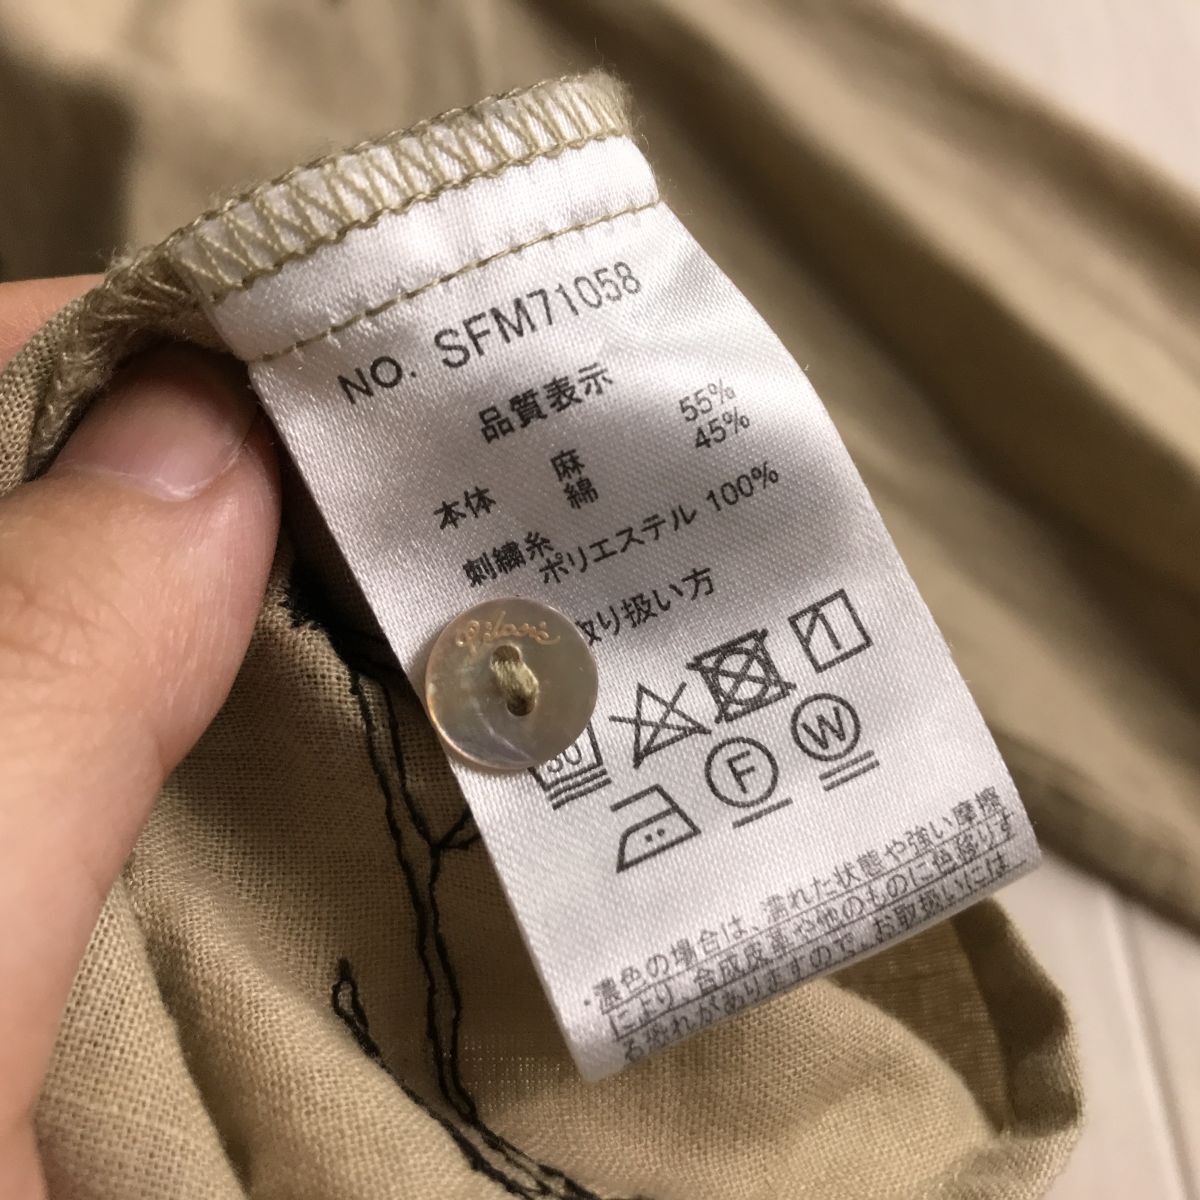 NO. SFM71058
品質表示
本体 麻 55%
綿 45%
刺繍糸
ポリエステル 100%
取り扱い方
30
F
W
・濃色の場合は、濡れた状態や強い摩擦
により、合成皮革や他のものに色移りす
る恐れがありますので、お取扱いには